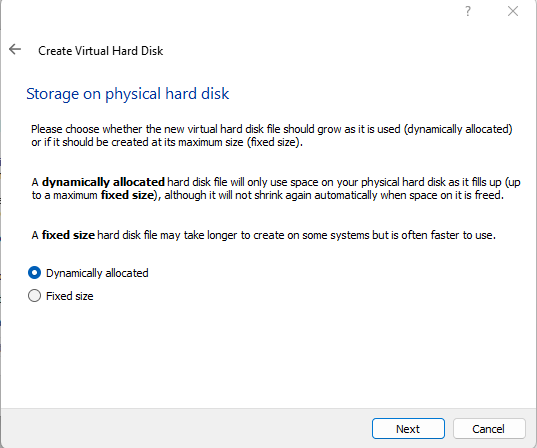 ?
Create Virtual Hard Disk
Storage on physical hard disk
Please choose whether the new virtual hard disk file should grow as it is used (dynamically allocated)
or if it should be created at its maximum size (fixed size).
A dynamically allocated hard disk file will only use space on your physical hard disk as it fills up (up
to a maximum fixed size), although it will not shrink again automatically when space on it is freed.
A fixed size hard disk file may take longer to create on some systems but is often faster to use.
Dynamically allocated
Fixed size
Next
Cancel